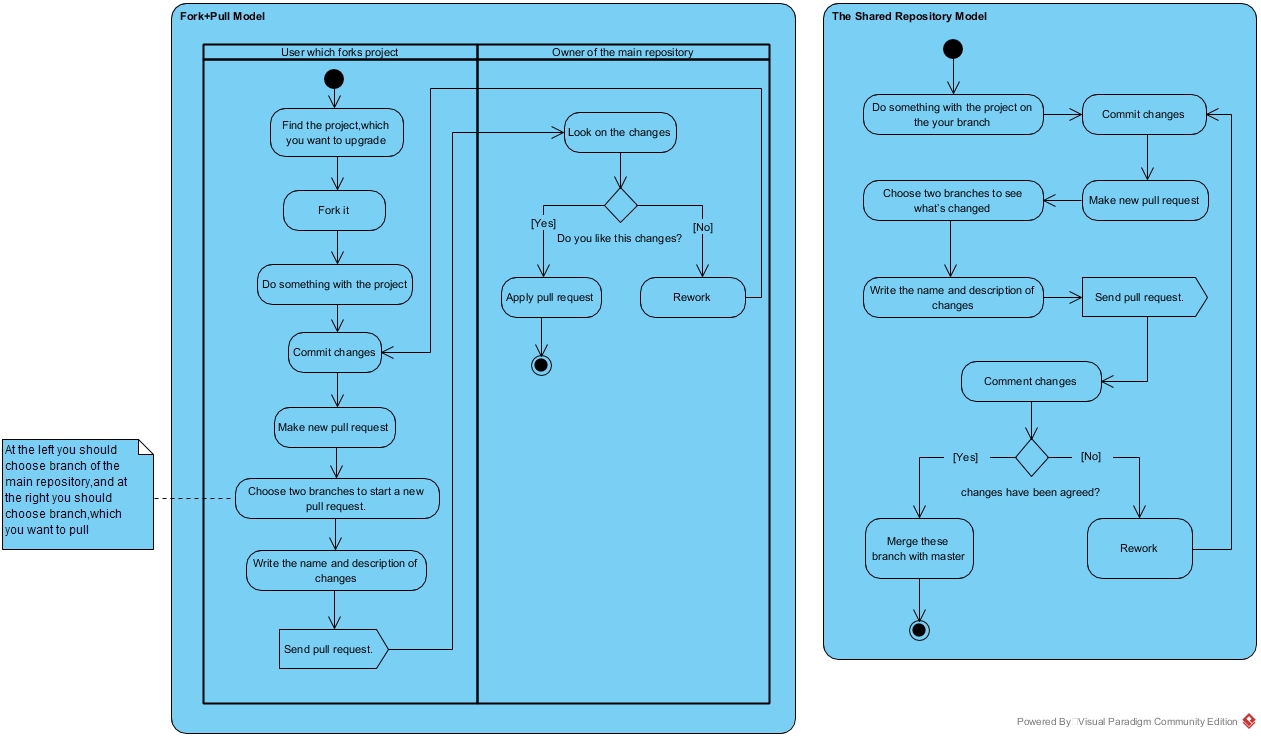 Fork+Pull Model
User which forks project
Owner of the main repository
Find the project,which
you want to upgrade
Fork it
Do something with the project
Commit changes
Make new pull request
Choose two branches to start a new
pull request.
Write the name and description of
changes
Send pull request.
At the left you should
choose branch of the
main repository,and at
the right you should
choose branch,which
you want to pull
Look on the changes
[Yes]
[No]
Do you like this changes?
Apply pull request
Rework
The Shared Repository Model
Do something with the project on
the your branch
Commit changes
Choose two branches to see
what's changed
Make new pull request
Write the name and description of
changes
Send pull request.
Comment changes
[Yes]
[No]
changes have been agreed?
Merge these
branch with master
Rework
Powered By Visual Paradigm Community Edition